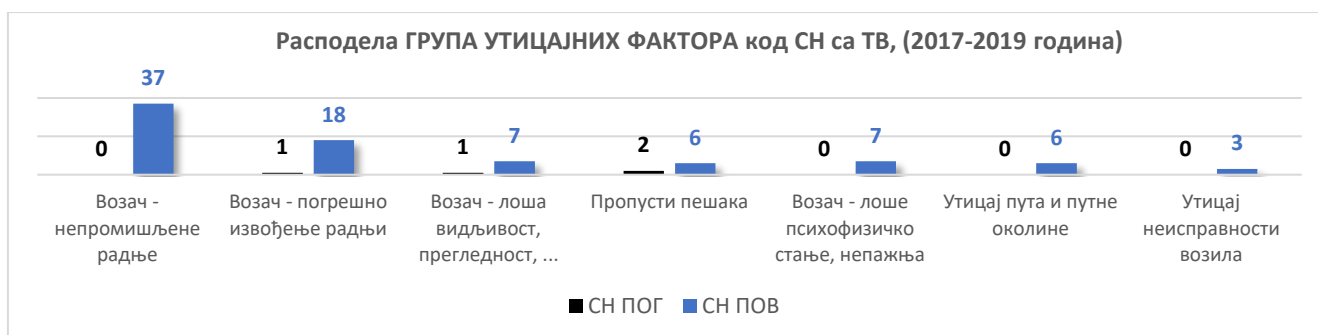 Расподела ГРУПА УТИЦАЈНИХ ФАКТОРА код СН са ТВ, (2017-2019 година)
0 37 1 18 1 7 2 6 0 7 0 6 0 3
Возач - непромишљене радње
Возач - погрешно извођење радњи
Возач - лоша видљивост, прегледност, ...
Пропусти пешака
Возач - лоше психофизичко стање, непажња
Утицај пута и путне околине
Утицај неисправности возила
СН ПОГ СН ПОВ